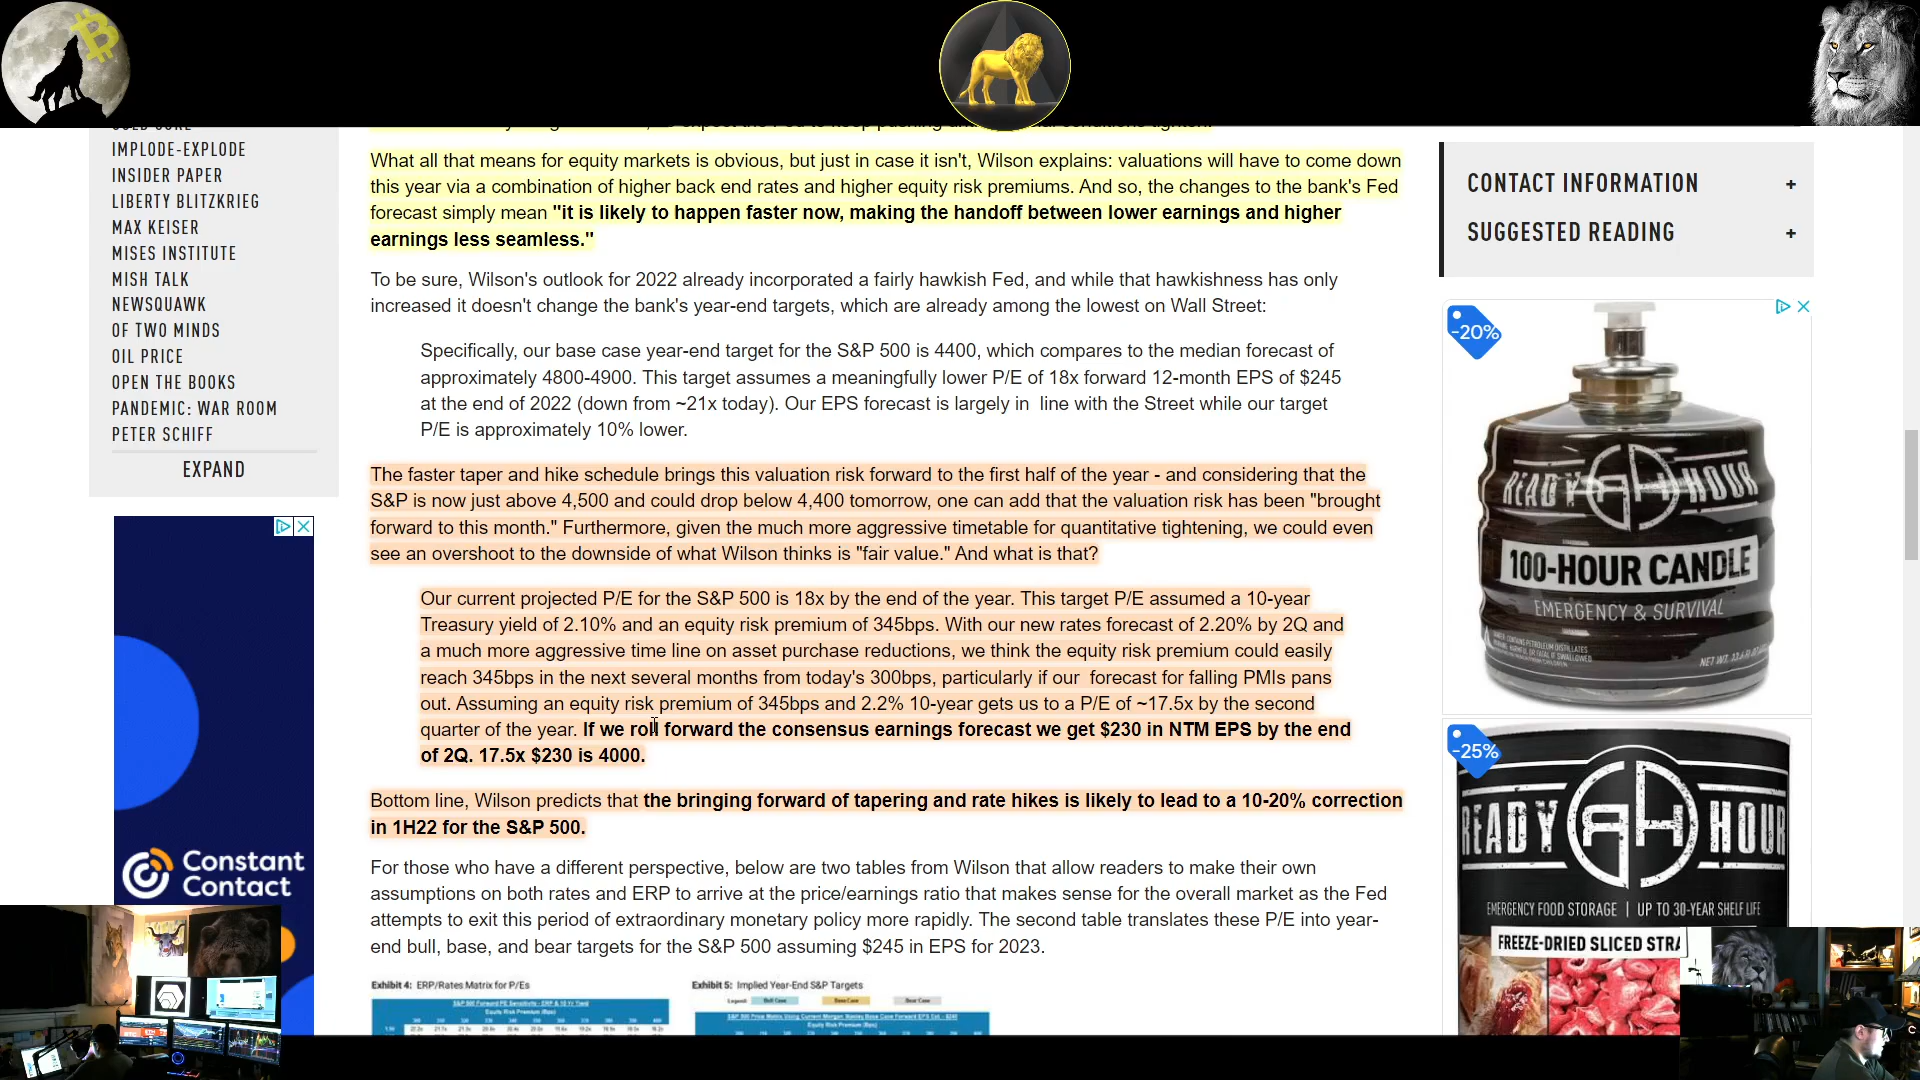 IMPLODE-EXPLODE
INSIDER PAPER
LIBERTY BLITZKRIEG
MAX KEISER
MISES INSTITUTE
MISH TALK
NEWSQUAWK
OF TWO MINDS
OIL PRICE
OPEN THE BOOKS
PANDEMIC: WAR ROOM
PETER SCHIFF
EXPAND
Constant
Contact
What all that means for equity markets is obvious, but just in case it isn't, Wilson explains: valuations will have to come down
this year via a combination of higher back end rates and higher equity risk premiums. And so, the changes to the bank's Fed
forecast simply mean "it is likely to happen faster now, making the handoff between lower earnings and higher
earnings less seamless."
To be sure, Wilson's outlook for 2022 already incorporated a fairly hawkish Fed, and while that hawkishness has only
increased it doesn't change the bank's year-end targets, which are already among the lowest on Wall Street:
Specifically, our base case year-end target for the S&P 500 is 4400, which compares to the median forecast of
approximately 4800-4900. This target assumes a meaningfully lower P/E of 18x forward 12-month EPS of $245
at the end of 2022 (down from ~21x today). Our EPS forecast is largely in line with the Street while our target
P/E is approximately 10% lower.
The faster taper and hike schedule brings this valuation risk forward to the first half of the year - and considering that the
S&P is now just above 4,500 and could drop below 4,400 tomorrow, one can add that the valuation risk has been "brought
forward to this month." Furthermore, given the much more aggressive timetable for quantitative tightening, we could even
see an overshoot to the downside of what Wilson thinks is "fair value." And what is that?
Our current projected P/E for the S&P 500 is 18x by the end of the year. This target P/E assumed a 10-year
Treasury yield of 2.10% and an equity risk premium of 345bps. With our new rates forecast of 2.20% by 2Q and
a much more aggressive time line on asset purchase reductions, we think the equity risk premium could easily
reach 345bps in the next several months from today's 300bps, particularly if our forecast for falling PMIs pans
out. Assuming an equity risk premium of 345bps and 2.2% 10-year gets us to a P/E of ~17.5x by the second
quarter of the year. If we roll forward the consensus earnings forecast we get $230 in NTM EPS by the end
of 2Q. 17.5x $230 is 4000.
Bottom line, Wilson predicts that the bringing forward of tapering and rate hikes is likely to lead to a 10-20% correction
in 1H22 for the S&P 500.
For those who have a different perspective, below are two tables from Wilson that allow readers to make their own
assumptions on both rates and ERP to arrive at the price/earnings ratio that makes sense for the overall market as the Fed
attempts to exit this period of extraordinary monetary policy more rapidly. The second table translates these P/E into year-
end bull, base, and bear targets for the S&P 500 assuming $245 in EPS for 2023.
Exhibit 4: ERP/Rates Matrix for P/Es
Exhibit 5: Implied Year-End S&P Targets
CONTACT INFORMATION +
SUGGESTED READING +
-20%
READY HOUR
100-HOUR CANDLE
EMERGENCY & SURVIVAL
-25%
READY HOUR
EMERGENCY FOOD STORAGE | UP TO 30-YEAR SHELF LIFE
FREEZE-DRIED SLICED STRA